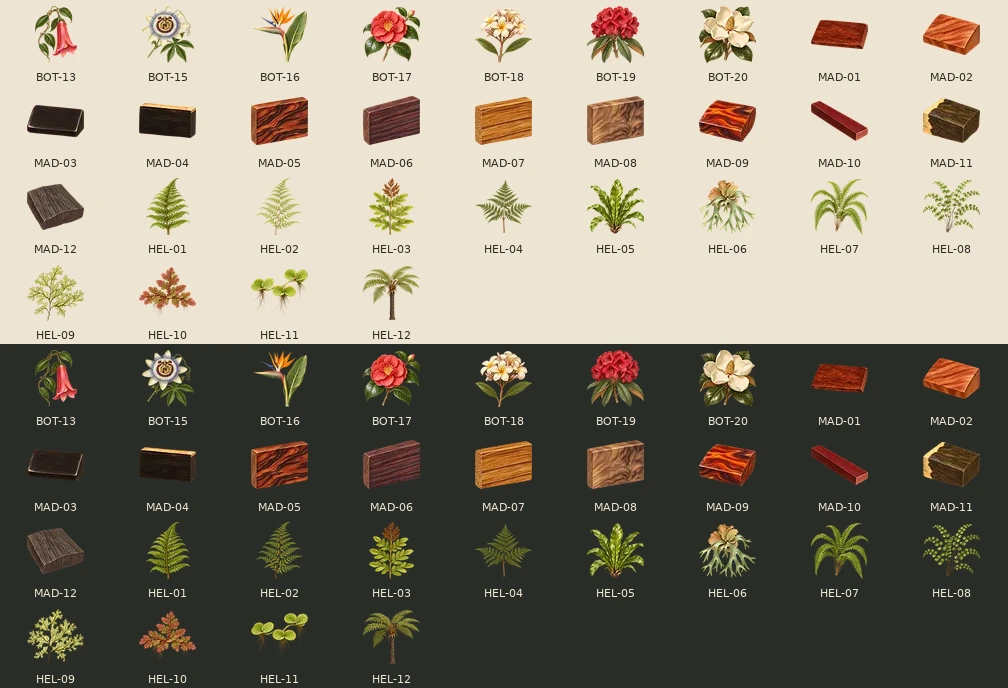 BOT-13 BOT-15 BOT-16 BOT-17 BOT-18 BOT-19 BOT-20 MAD-01 MAD-02
MAD-03 MAD-04 MAD-05 MAD-06 MAD-07 MAD-08 MAD-09 MAD-10 MAD-11
MAD-12 HEL-01 HEL-02 HEL-03 HEL-04 HEL-05 HEL-06 HEL-07 HEL-08
HEL-09 HEL-10 HEL-11 HEL-12
BOT-13 BOT-15 BOT-16 BOT-17 BOT-18 BOT-19 BOT-20 MAD-01 MAD-02
MAD-03 MAD-04 MAD-05 MAD-06 MAD-07 MAD-08 MAD-09 MAD-10 MAD-11
MAD-12 HEL-01 HEL-02 HEL-03 HEL-04 HEL-05 HEL-06 HEL-07 HEL-08
HEL-09 HEL-10 HEL-11 HEL-12